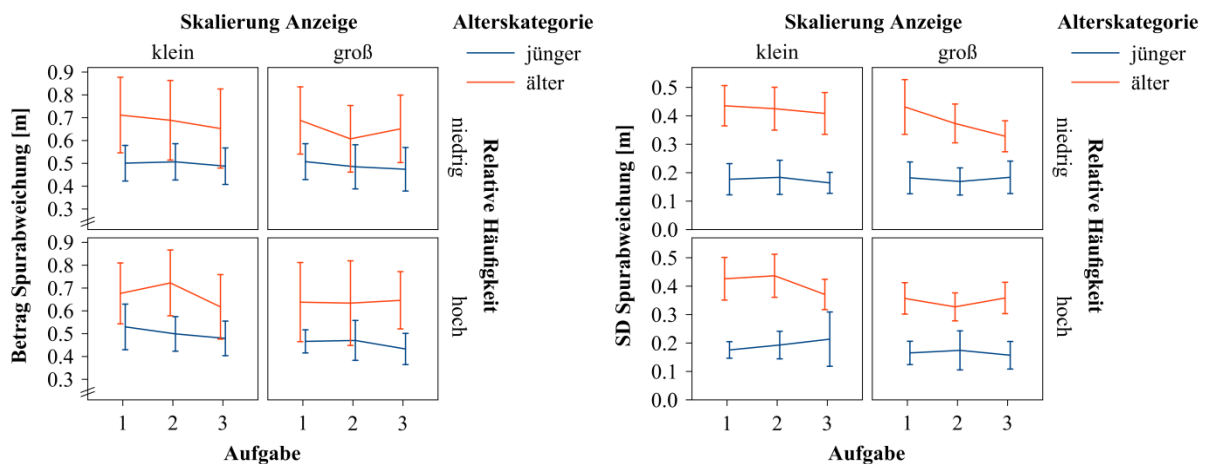 Skalierung Anzeige
Alterskategorie
klein
groß
jünger
älter
Betrag Spurabweichung [m]
0.9
0.8
0.7
0.6
0.5
0.4
0.3
0.9
0.8
0.7
0.6
0.5
0.4
0.3
niedrig
hoch
Relative Häufigkeit
1 2 3 1 2 3
Aufgabe
Skalierung Anzeige
Alterskategorie
klein
groß
jünger
älter
SD Spurabweichung [m]
0.5
0.4
0.3
0.2
0.1
0.0
0.5
0.4
0.3
0.2
0.1
0.0
niedrig
hoch
Relative Häufigkeit
1 2 3 1 2 3
Aufgabe